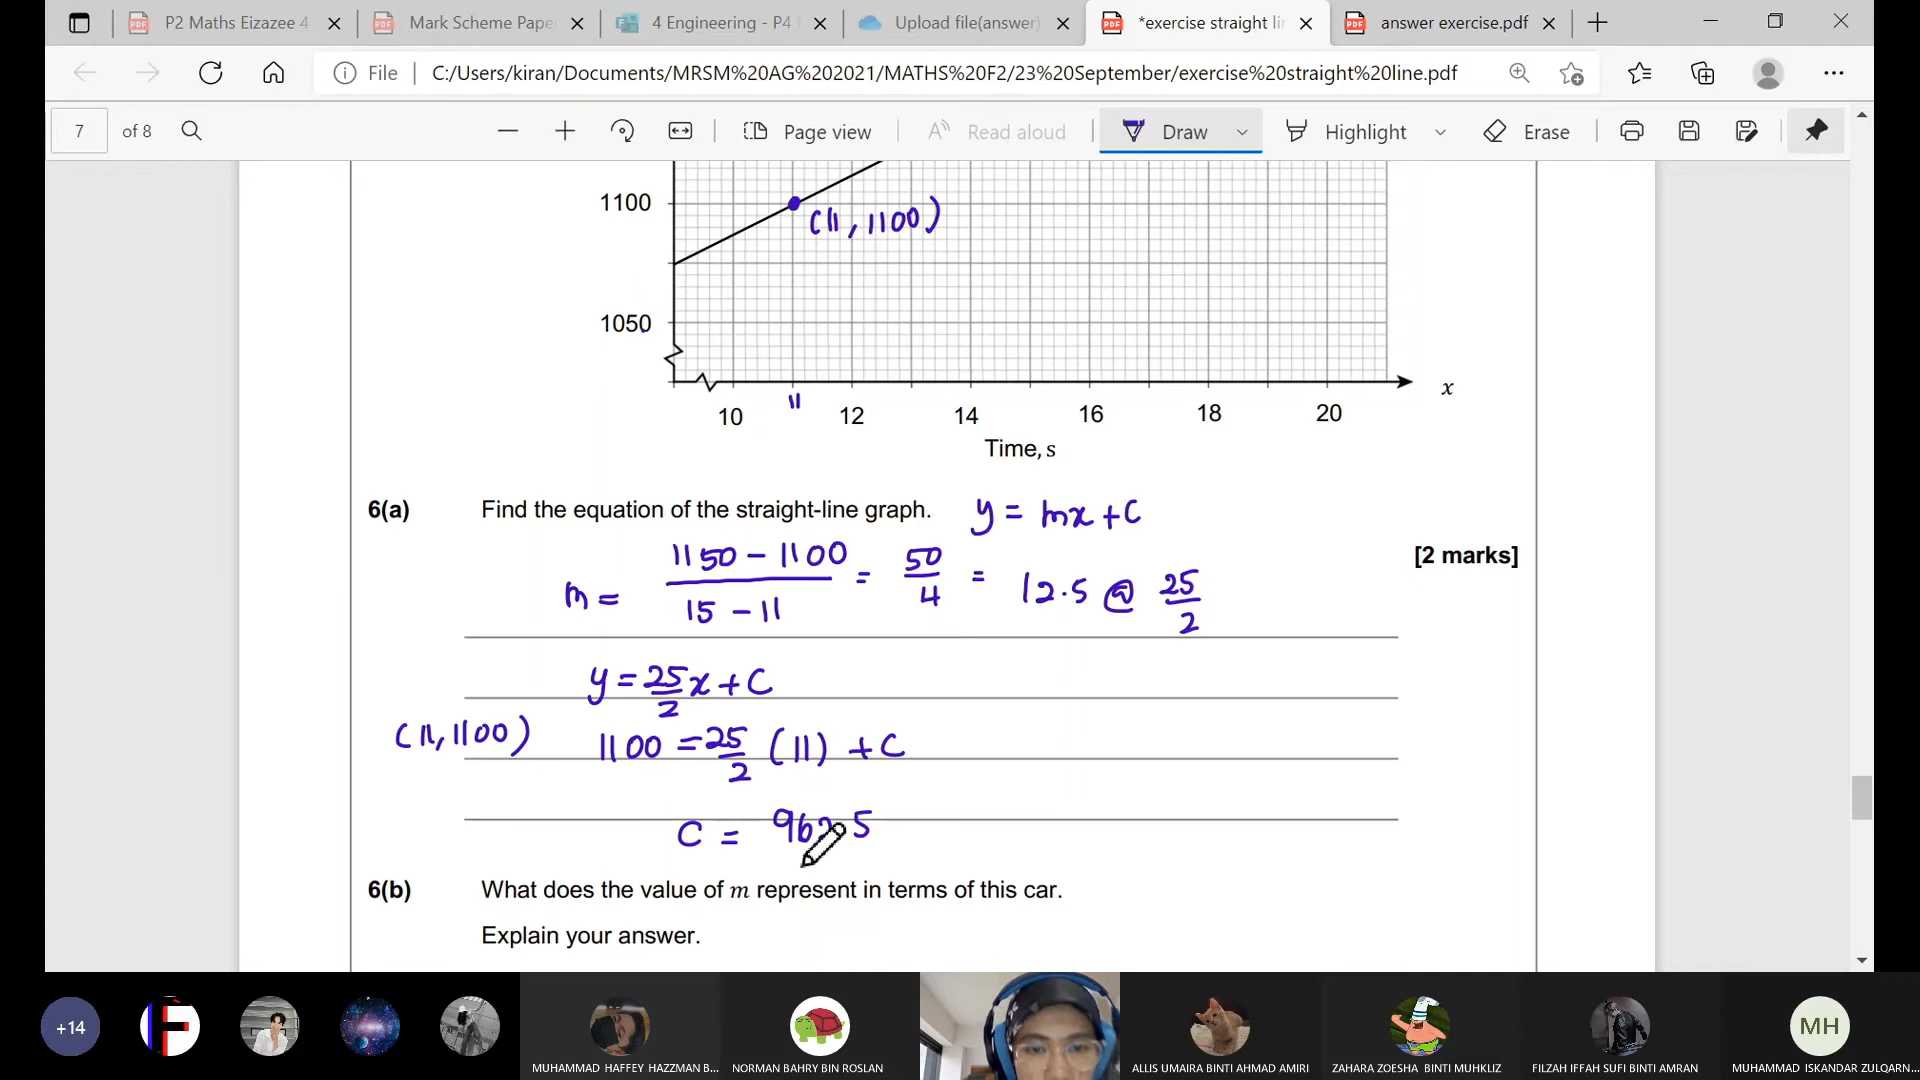 P2 Maths Eizazee 4
Mark Scheme Pape
4 Engineering - P4
Upload file(answer)
*exercise straight li
answer exercise.pdf
File
C:/Users/kiran/Documents/MRSM%20AG%202021/MATHS%20F2/23%20September/exercise%20straight%20line.pdf
7 of 8
Page view
Read aloud
Draw
Highlight
Erase
1100
(11, 1100)
1050
x
11
10 12 14 16 18 20
Time, s
6(a) Find the equation of the straight-line graph. y = mx + C
[2 marks]
m = 1150 - 1100 / 15 - 11 = 50/4 = 12.5 @ 25/2
y = 25/2 x + C
(11, 1100) 1100 = 25/2 (11) + C
C =
6(b) What does the value of m represent in terms of this car.
Explain your answer.
+14
F
MH
MUHAMMAD HAFFEY HAZZMAN B...
NORMAN BAHRY BIN ROSLAN
ALLIS UMAIRA BINTI AHMAD AMIRI
ZAHARA ZOESHA BINTI MUHKLIZ
FILZAH IFFAH SUFI BINTI AMRAN
MUHAMMAD ISKANDAR ZULQARN...